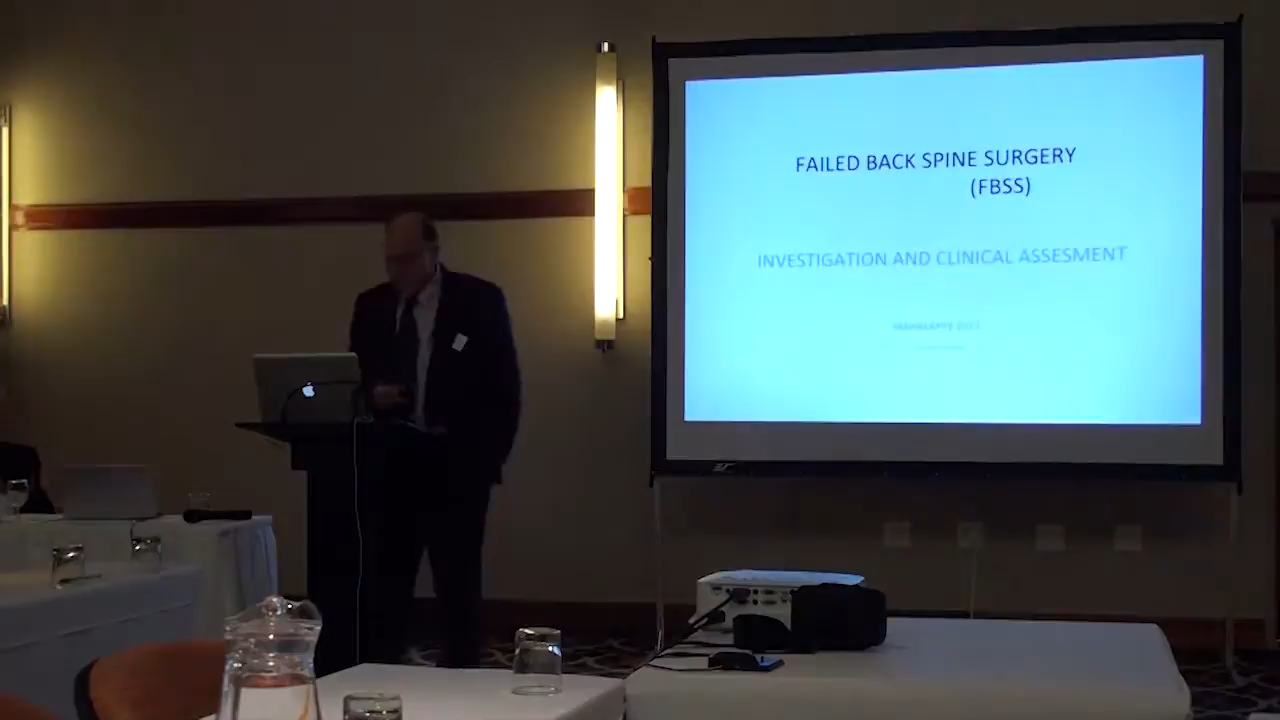 FAILED BACK SPINE SURGERY
(FBSS)
INVESTIGATION AND CLINICAL ASSESMENT